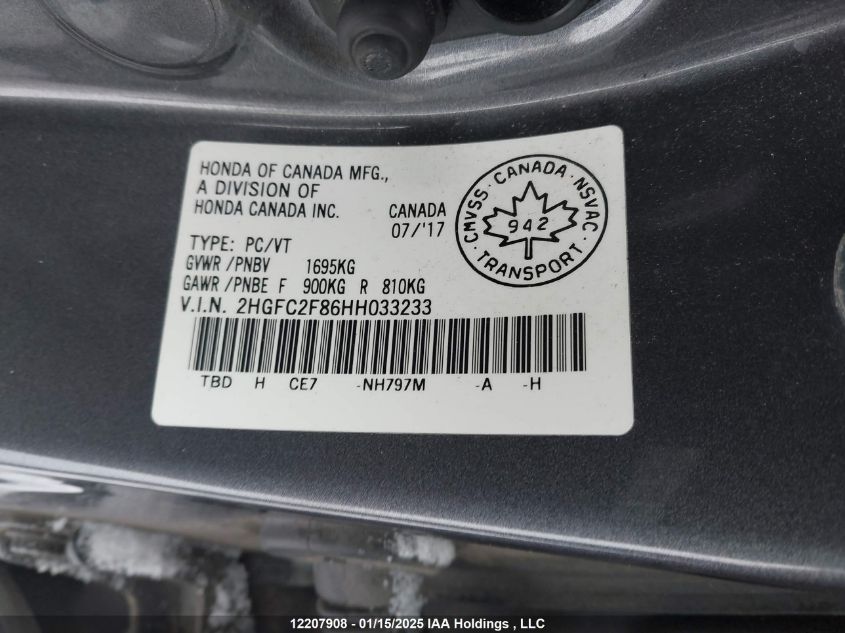 HONDA OF CANADA MFG.,
A DIVISION OF
HONDA CANADA INC. CANADA
07/'17
TYPE: PC/VT
GVWR /PNBV 1695KG
GAWR /PNBE F 900KG R 810KG
V.I.N. 2HGFC2F86HH033233
TBD H CE7 -NH797M -A -H
CMVSS · CANADA · NSVAC
942
· TRANSPORT ·
12207908 - 01/15/2025 IAA Holdings , LLC